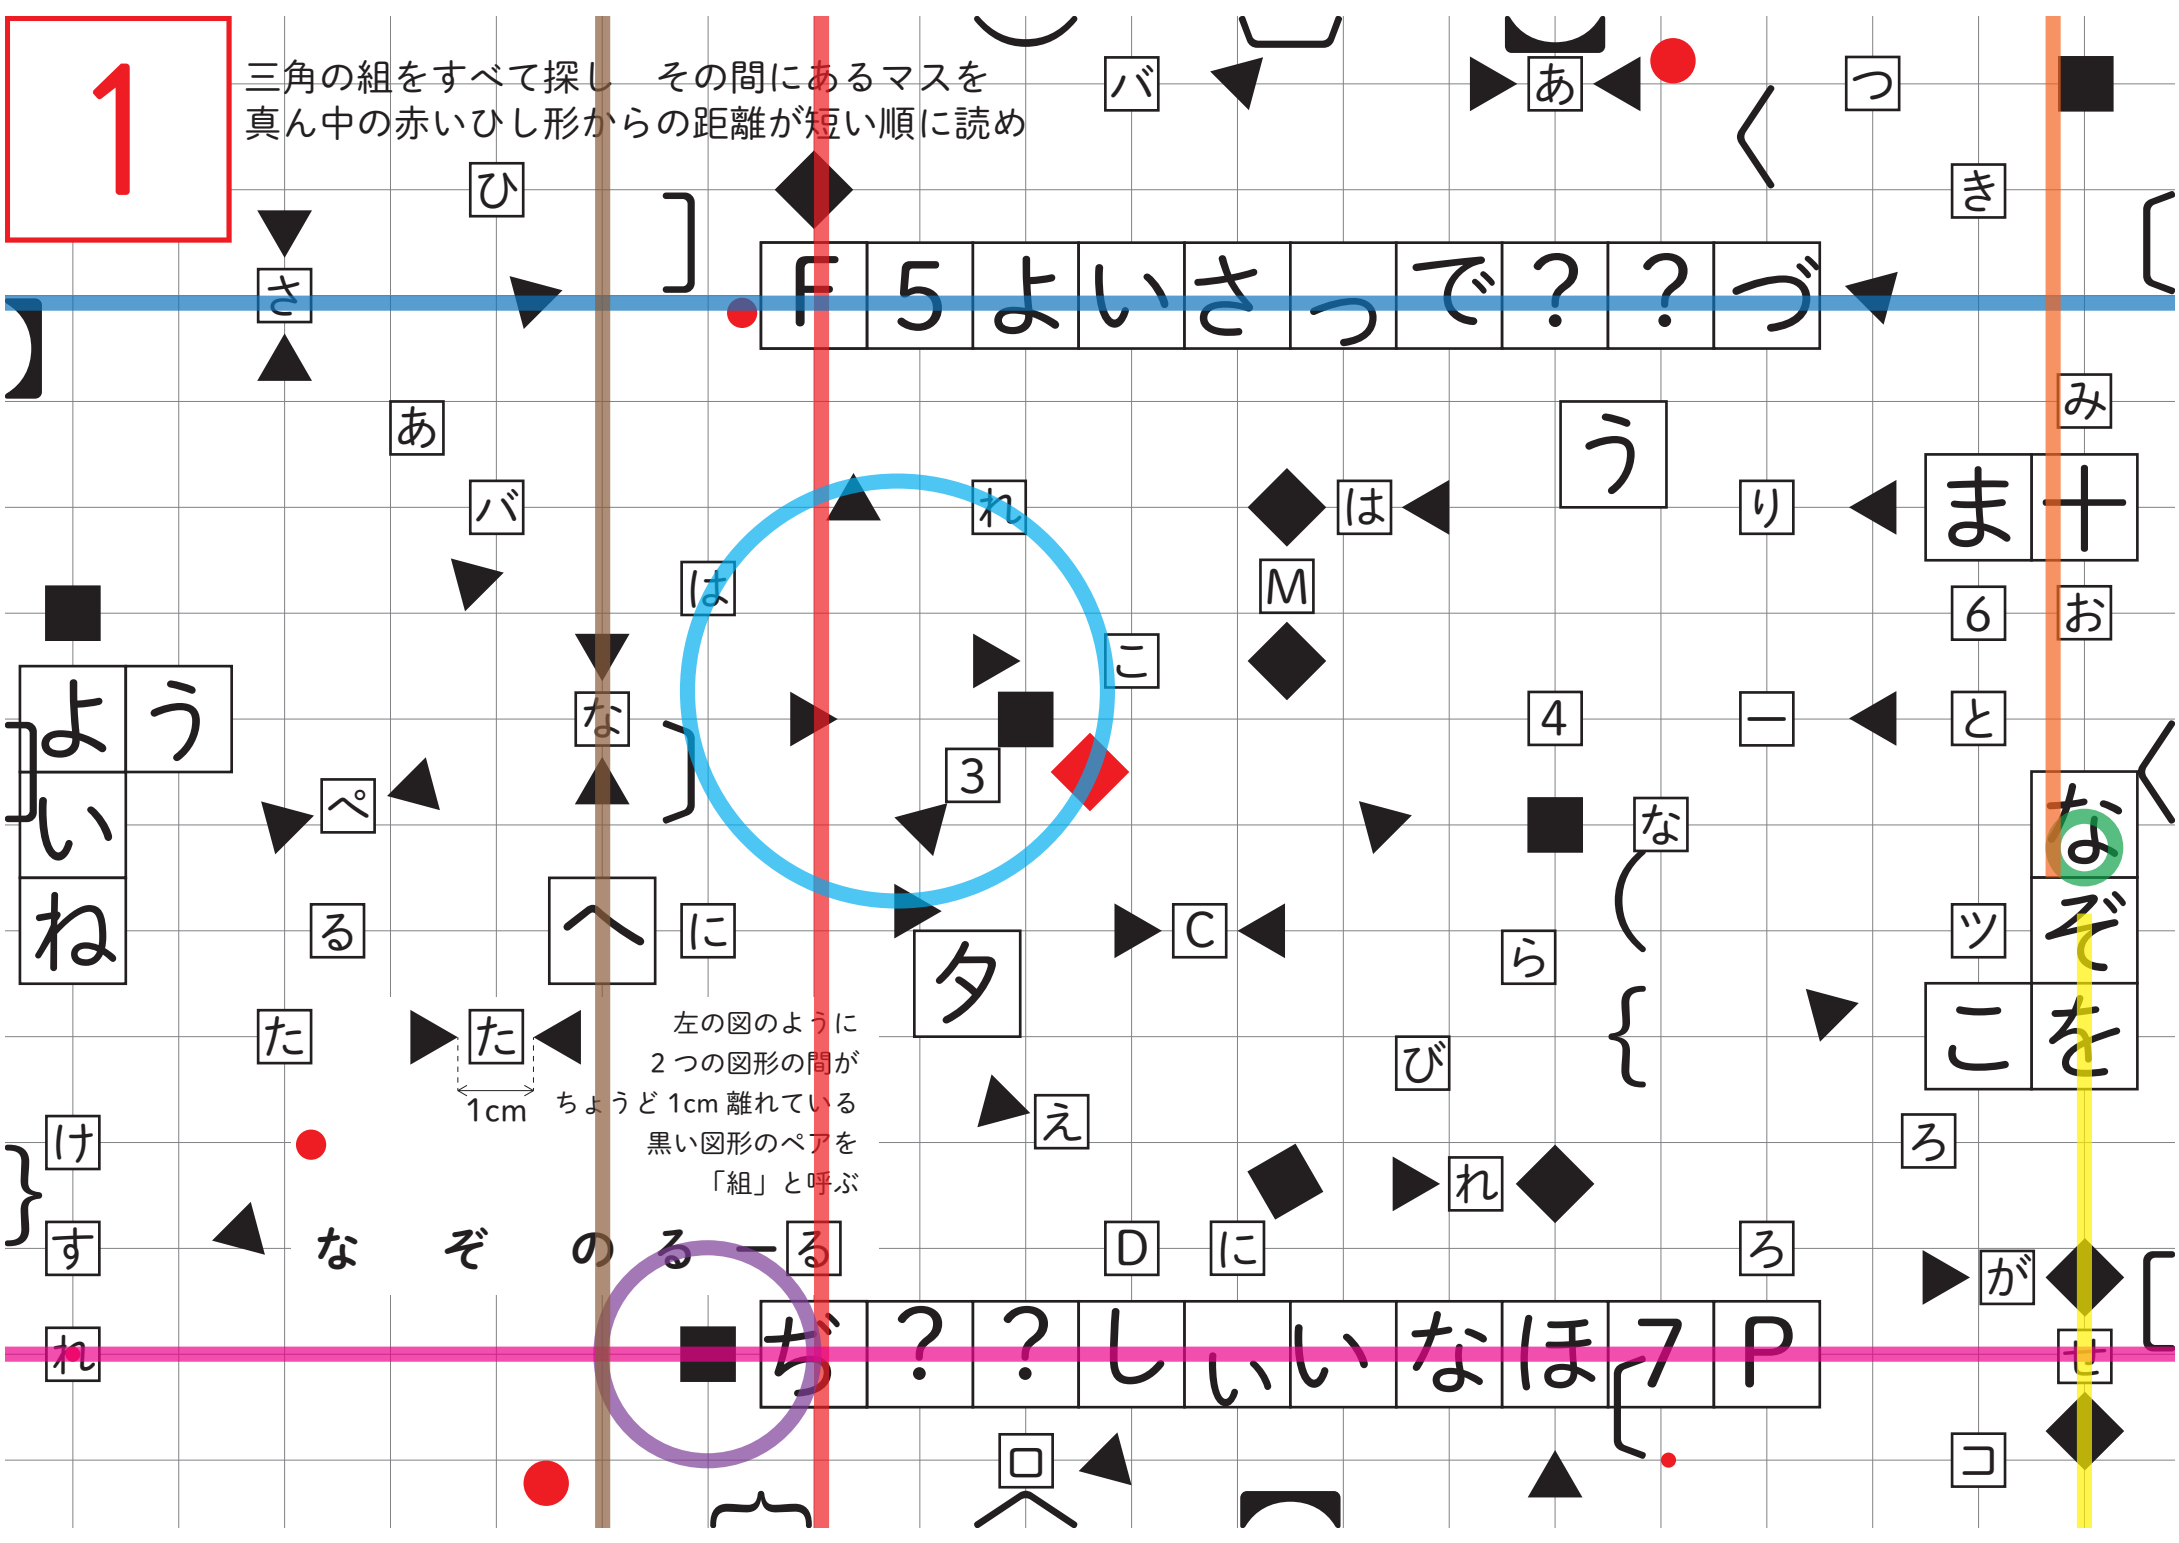 1
三角の組をすべて探し　その間にあるマスを
真ん中の赤いひし形からの距離が短い順に読め
バ
あ
つ
ひ
き
さ
F5よいさっで??づ
み
あ
う
バ
れ
は
り
ま十
は
M
6
お
こ
よう
な
4
一
と
3
ぺ
な
な
い
ね
る
へ
に
C
ら
ツ
ぞ
タ
こを
た
た
1cm
左の図のように
2つの図形の間が
ちょうど1cm離れている
黒い図形のペアを
「組」と呼ぶ
び
え
け
ろ
れ
す
なぞのるーる
D
に
ろ
が
れ
ぢ??しぃいなほ7P
せ
ロ
コ